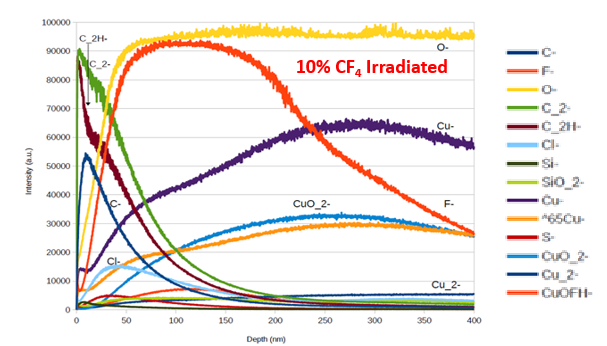 100000
90000
80000
70000
60000
50000
40000
30000
20000
10000
0
Intensity (a.u.)
0
50
100
150
200
250
300
350
400
Depth (nm)
C_2H-
C_2-
10% CF4 Irradiated
O-
Cu-
C-
CuO_2-
F-
Cl-
Cu_2-
C-
F-
O-
C_2-
C_2H-
Cl-
Si-
SiO_2-
Cu-
^65Cu-
S-
CuO_2-
Cu_2-
CuOFH-